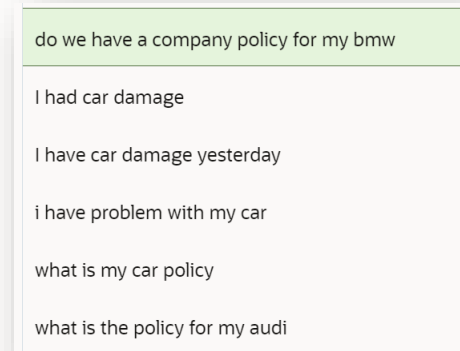 do we have a company policy for my bmw
I had car damage
I have car damage yesterday
i have problem with my car
what is my car policy
what is the policy for my audi